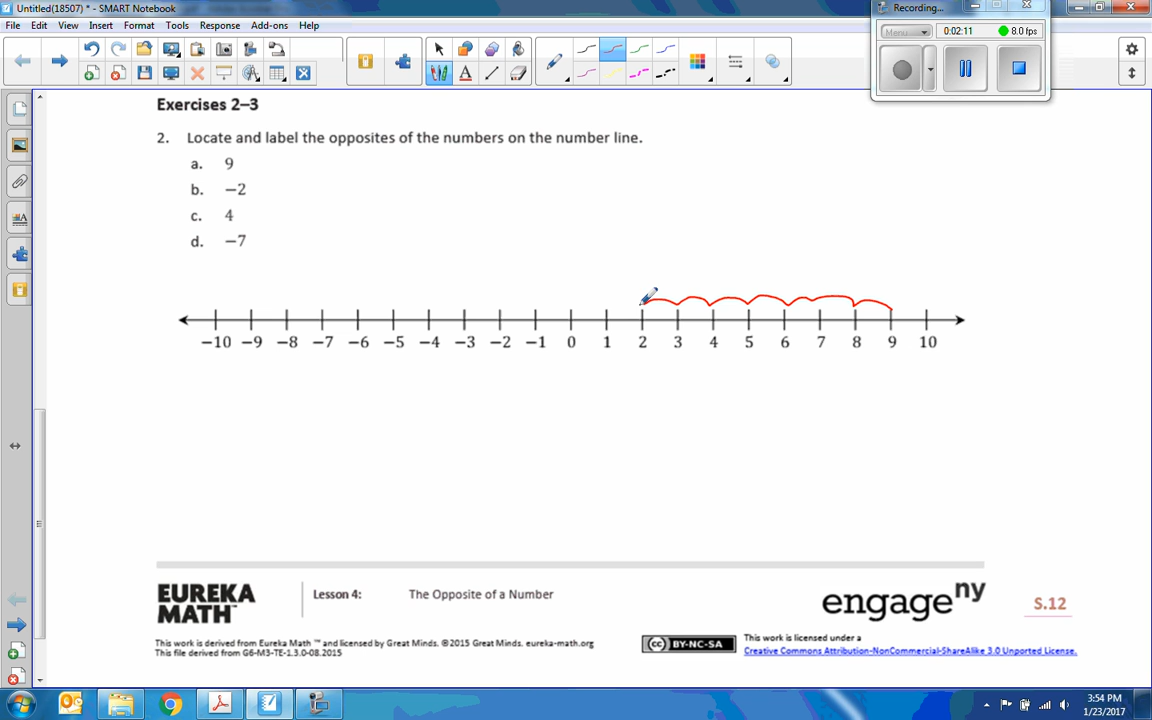 Untitled(18507) * - SMART Notebook
Recording...
File Edit View Insert Format Tools Response Add-ons Help
Menu 0:02:11 8.0 fps
Exercises 2–3
2. Locate and label the opposites of the numbers on the number line.
a. 9
b. −2
c. 4
d. −7
−10 −9 −8 −7 −6 −5 −4 −3 −2 −1 0 1 2 3 4 5 6 7 8 9 10
EUREKA MATH™
Lesson 4: The Opposite of a Number
engageny
S.12
This work is derived from Eureka Math ™ and licensed by Great Minds. ©2015 Great Minds. eureka-math.org
This file derived from G6-M3-TE-1.3.0-08.2015
(cc) BY-NC-SA
This work is licensed under a
Creative Commons Attribution-NonCommercial-ShareAlike 3.0 Unported License.
3:54 PM
1/23/2017